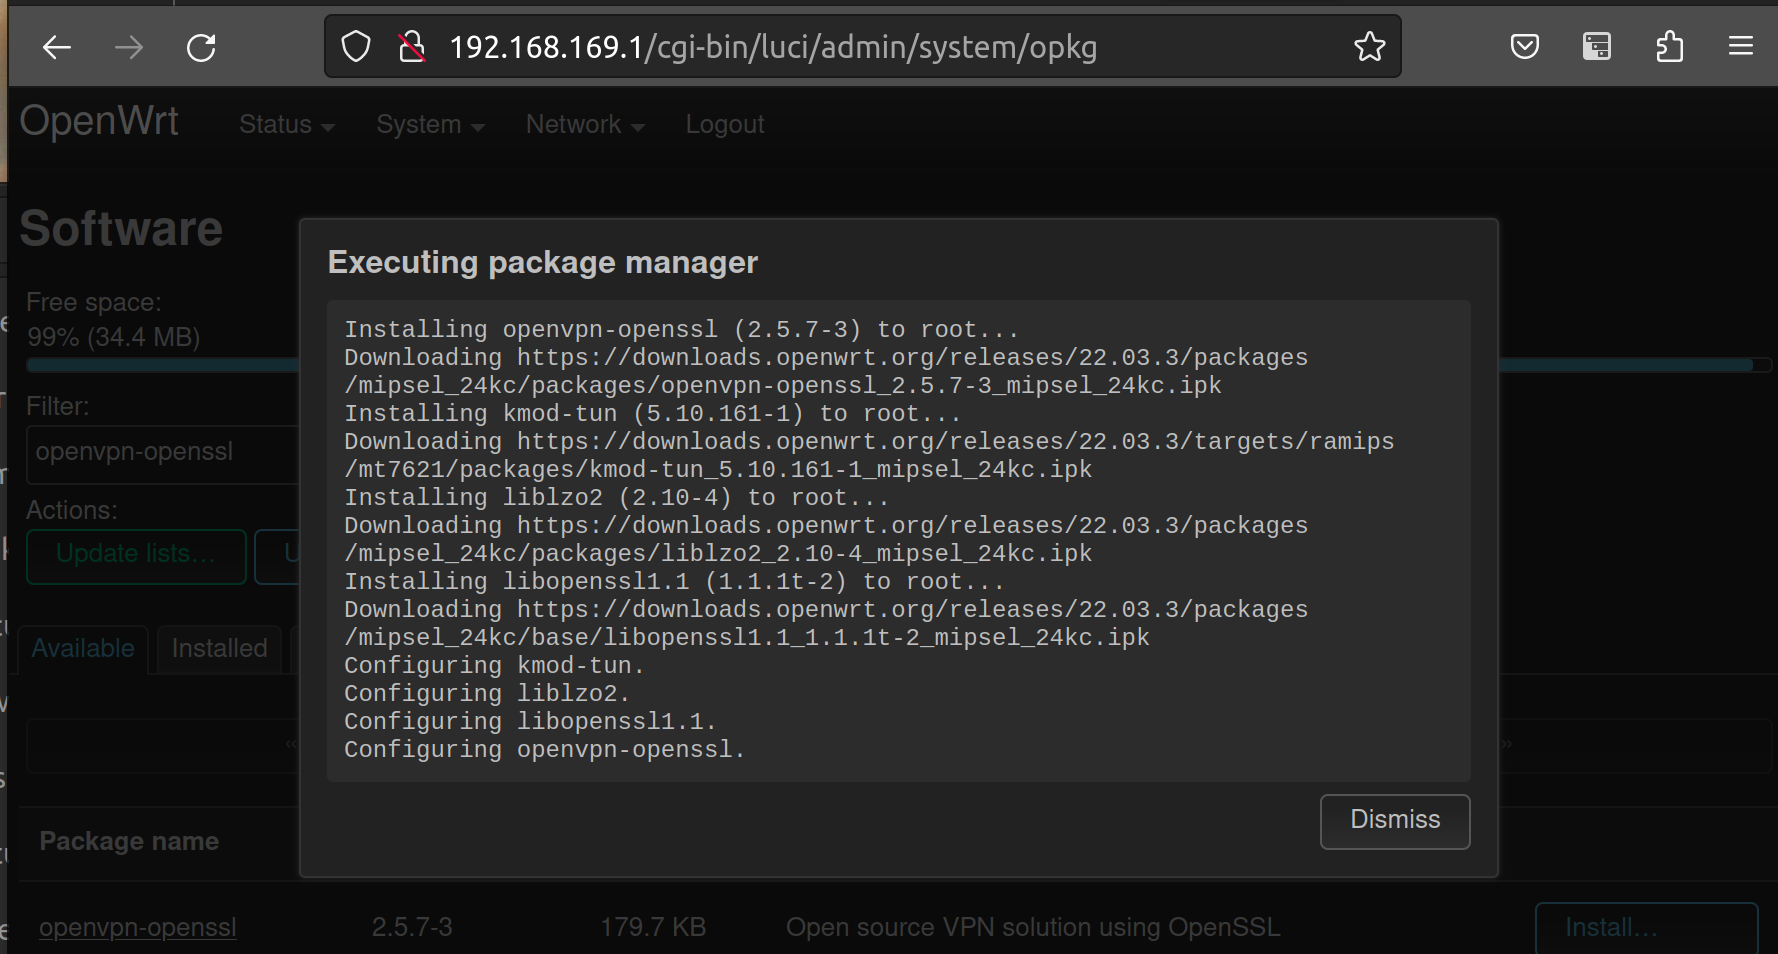 192.168.169.1/cgi-bin/luci/admin/system/opkg
OpenWrt Status System Network Logout
Software
Executing package manager
Free space:
99% (34.4 MB)
Installing openvpn-openssl (2.5.7-3) to root...
Downloading https://downloads.openwrt.org/releases/22.03.3/packages
/mipsel_24kc/packages/openvpn-openssl_2.5.7-3_mipsel_24kc.ipk
Installing kmod-tun (5.10.161-1) to root...
Downloading https://downloads.openwrt.org/releases/22.03.3/targets/ramips
/mt7621/packages/kmod-tun_5.10.161-1_mipsel_24kc.ipk
Installing liblzo2 (2.10-4) to root...
Downloading https://downloads.openwrt.org/releases/22.03.3/packages
/mipsel_24kc/packages/liblzo2_2.10-4_mipsel_24kc.ipk
Installing libopenssl1.1 (1.1.1t-2) to root...
Downloading https://downloads.openwrt.org/releases/22.03.3/packages
/mipsel_24kc/base/libopenssl1.1_1.1.1t-2_mipsel_24kc.ipk
Configuring kmod-tun.
Configuring liblzo2.
Configuring libopenssl1.1.
Configuring openvpn-openssl.
Dismiss
Filter:
openvpn-openssl
Actions:
Update lists... U
Available Installed
« »
Package name
openvpn-openssl 2.5.7-3 179.7 KB Open source VPN solution using OpenSSL Install...